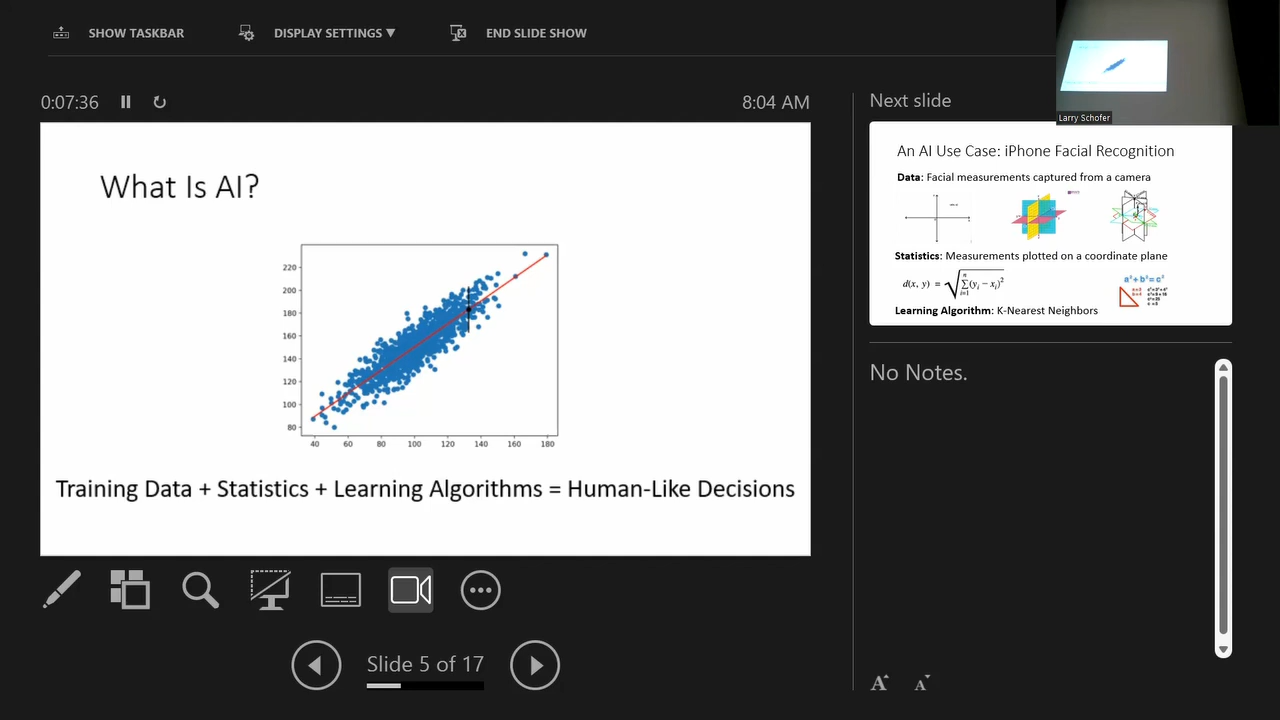 SHOW TASKBAR
DISPLAY SETTINGS ▼
END SLIDE SHOW
Larry Schofer
0:07:36
8:04 AM
What Is AI?
220
200
180
160
140
120
100
80
40 60 80 100 120 140 160 180
Training Data + Statistics + Learning Algorithms = Human-Like Decisions
Slide 5 of 17
Next slide
An AI Use Case: iPhone Facial Recognition
Data: Facial measurements captured from a camera
Statistics: Measurements plotted on a coordinate plane
d(x, y) = √ n ∑ i=1 (yᵢ − xᵢ)²
a² + b² = c²
Learning Algorithm: K-Nearest Neighbors
No Notes.
A A